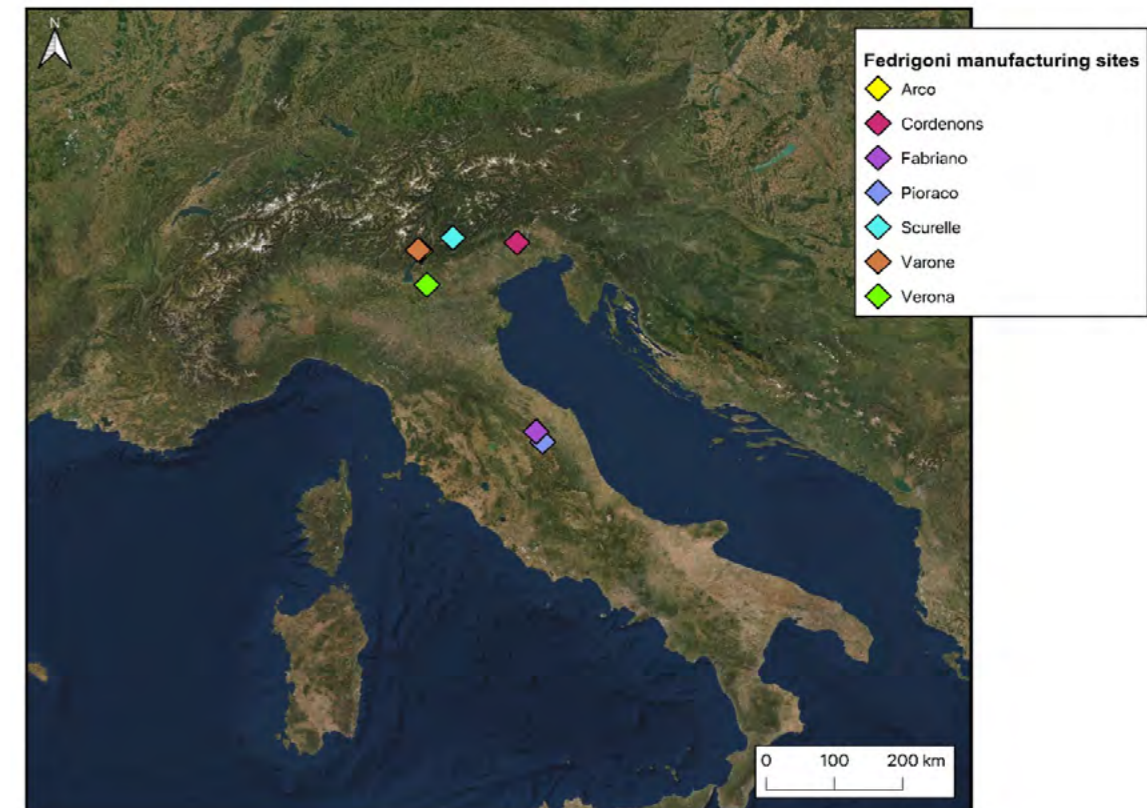 N
Fedrigoni manufacturing sites
Arco
Cordenons
Fabriano
Pioraco
Scurelle
Varone
Verona
0 100 200 km